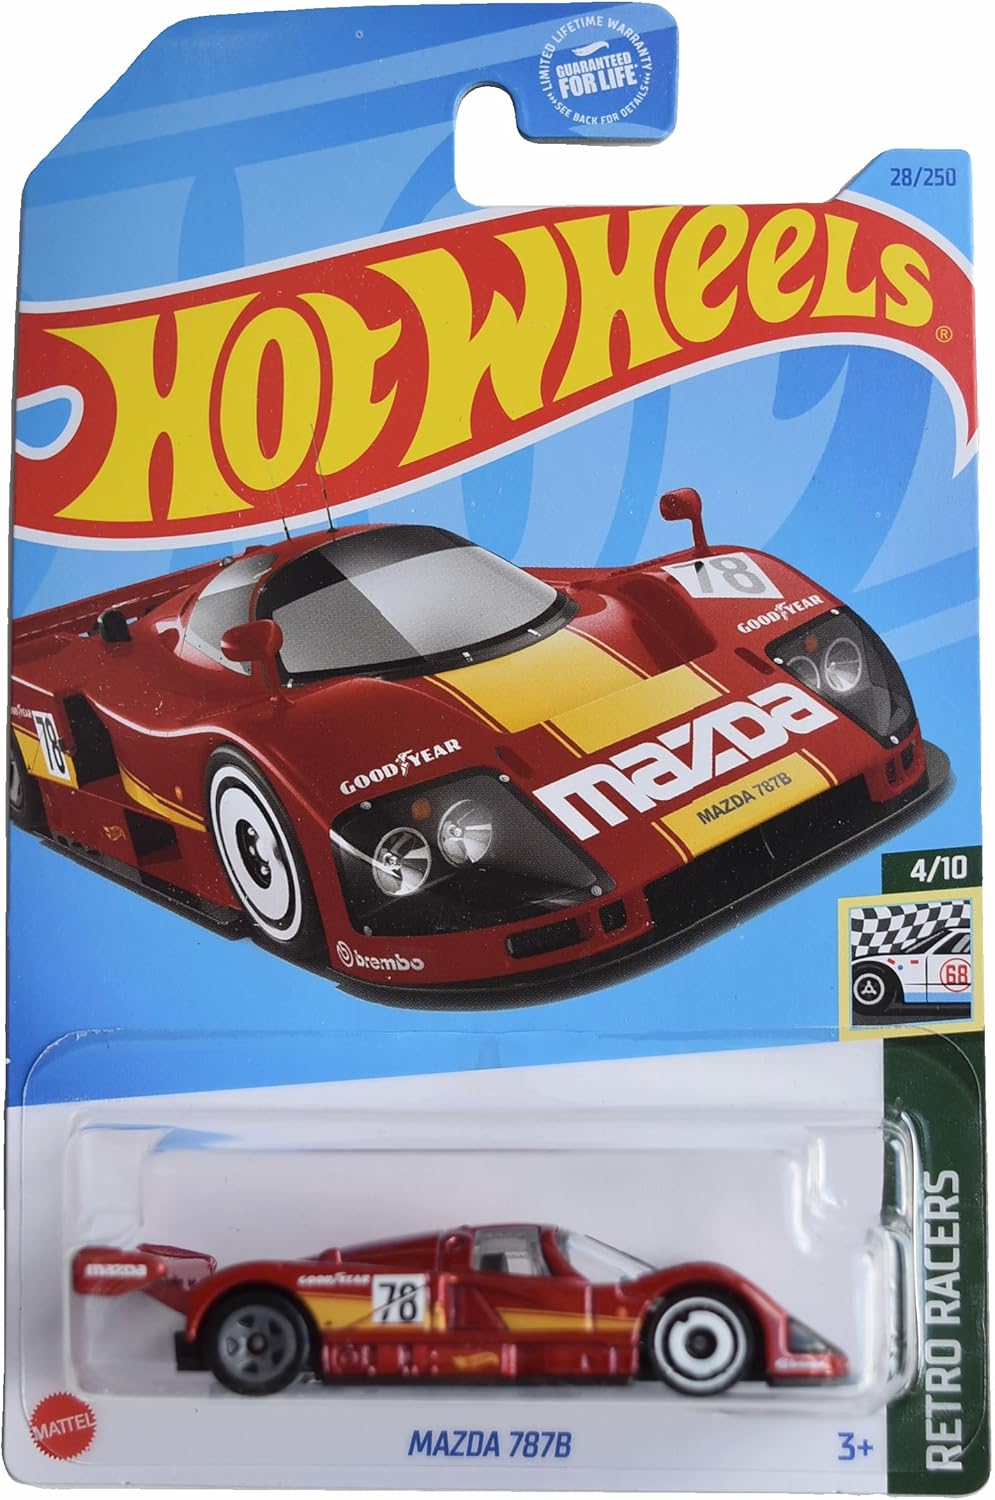 LIMITED LIFETIME WARRANTY
GUARANTEED
FOR LIFE
SEE BACK FOR DETAILS
28/250
HOT WHEELS®
78
GOODYEAR
GOODYEAR
78
GOODYEAR
mazda
MAZDA 787B
brembo
4/10
68
mazda
GOODYEAR
78
RETRO RACERS
MATTEL
MAZDA 787B
3+